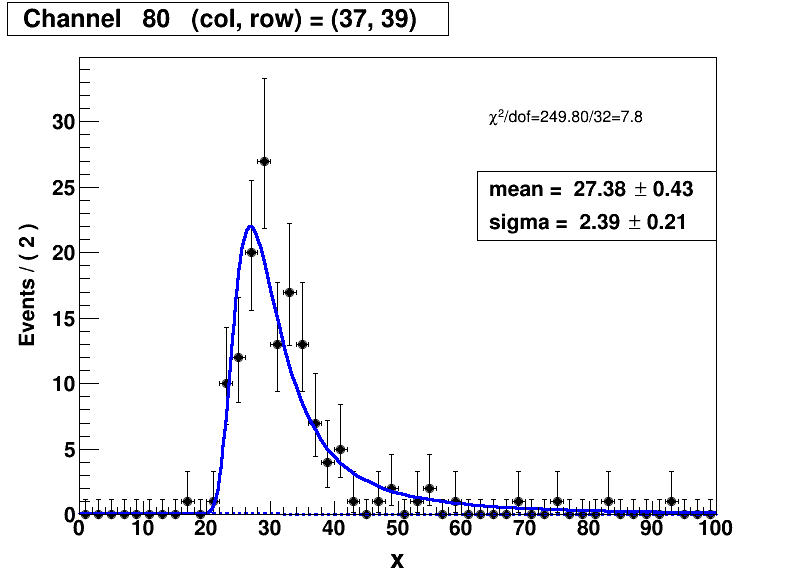 Channel 80 (col, row) = (37, 39)
χ²/dof=249.80/32=7.8
mean = 27.38 ± 0.43
sigma = 2.39 ± 0.21
Events / ( 2 )
30
25
20
15
10
5
0
0 10 20 30 40 50 60 70 80 90 100
x